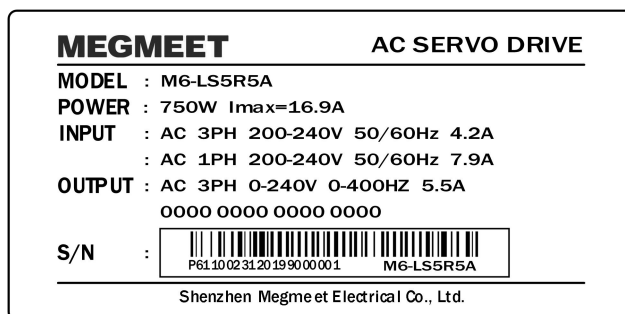 MEGMEET AC SERVO DRIVE
MODEL : M6-LS5R5A
POWER : 750W Imax=16.9A
INPUT : AC 3PH 200-240V 50/60Hz 4.2A
: AC 1PH 200-240V 50/60Hz 7.9A
OUTPUT : AC 3PH 0-240V 0-400HZ 5.5A
0000 0000 0000 0000
S/N :
P61100231201990000​01 M6-LS5R5A
Shenzhen Megmeet Electrical Co., Ltd.